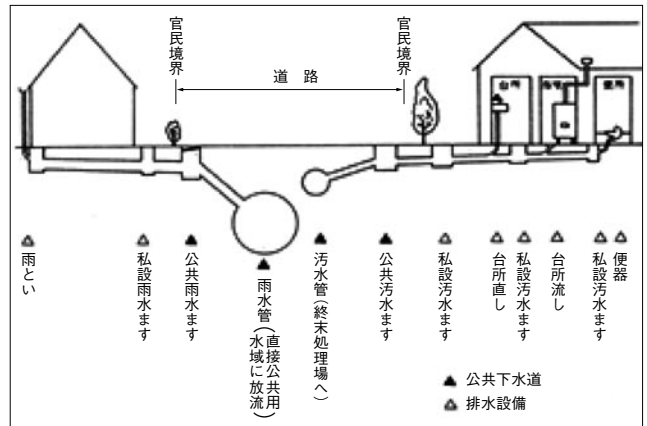 官民境界
道路
官民境界
台所
便所
雨とい
私設雨水ます
公共雨水ます
雨水管(直接公共用
水域に放流)
汚水管(終末処理場へ)
公共汚水ます
私設汚水ます
台所直し
私設汚水ます
台所流し
私設汚水ます
便器
▲ 公共下水道
△ 排水設備